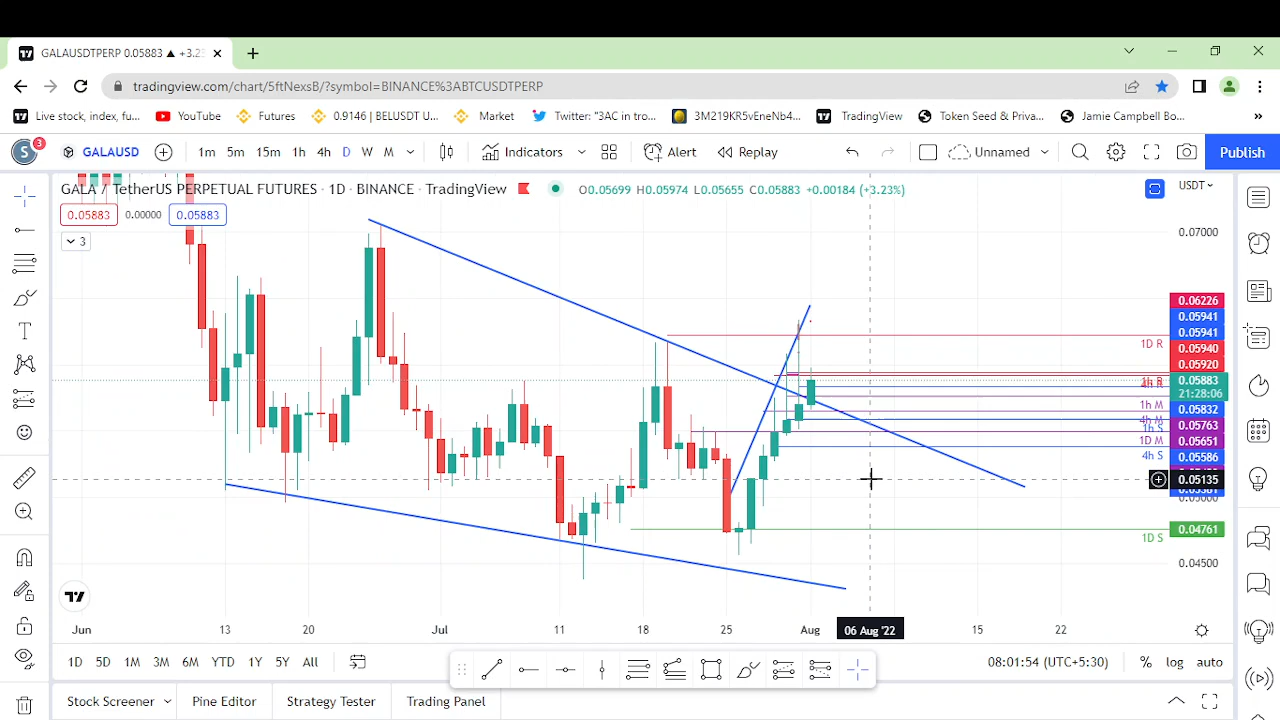 GALAUSDTPERP 0.05883 ▲ +3.23
tradingview.com/chart/5ftNexsB/?symbol=BINANCE%3ABTCUSDTPERP
Live stock, index, fu... YouTube Futures 0.9146 | BELUSDT U... Market Twitter: "3AC in tro... 3M219KR5vEneNb4... TradingView Token Seed & Priva... Jamie Campbell Bo... »
S 3 GALAUSD 1m 5m 15m 1h 4h D W M Indicators Alert Replay Unnamed Publish
GALA / TetherUS PERPETUAL FUTURES · 1D · BINANCE · TradingView O0.05699 H0.05974 L0.05655 C0.05883 +0.00184 (+3.23%) USDT
0.05883 0.00000 0.05883
3
0.07000
0.06226
0.05941
0.05941
1D R 0.05940
0.05920
0.05883
21:28:06
1h M 0.05832
0.05763
1D M 0.05651
4h S 0.05586
0.05135
0.04761
1D S
0.04500
Jun 13 20 Jul 11 18 25 Aug 06 Aug '22 15 22
1D 5D 1M 3M 6M YTD 1Y 5Y All 08:01:54 (UTC+5:30) % log auto
Stock Screener Pine Editor Strategy Tester Trading Panel